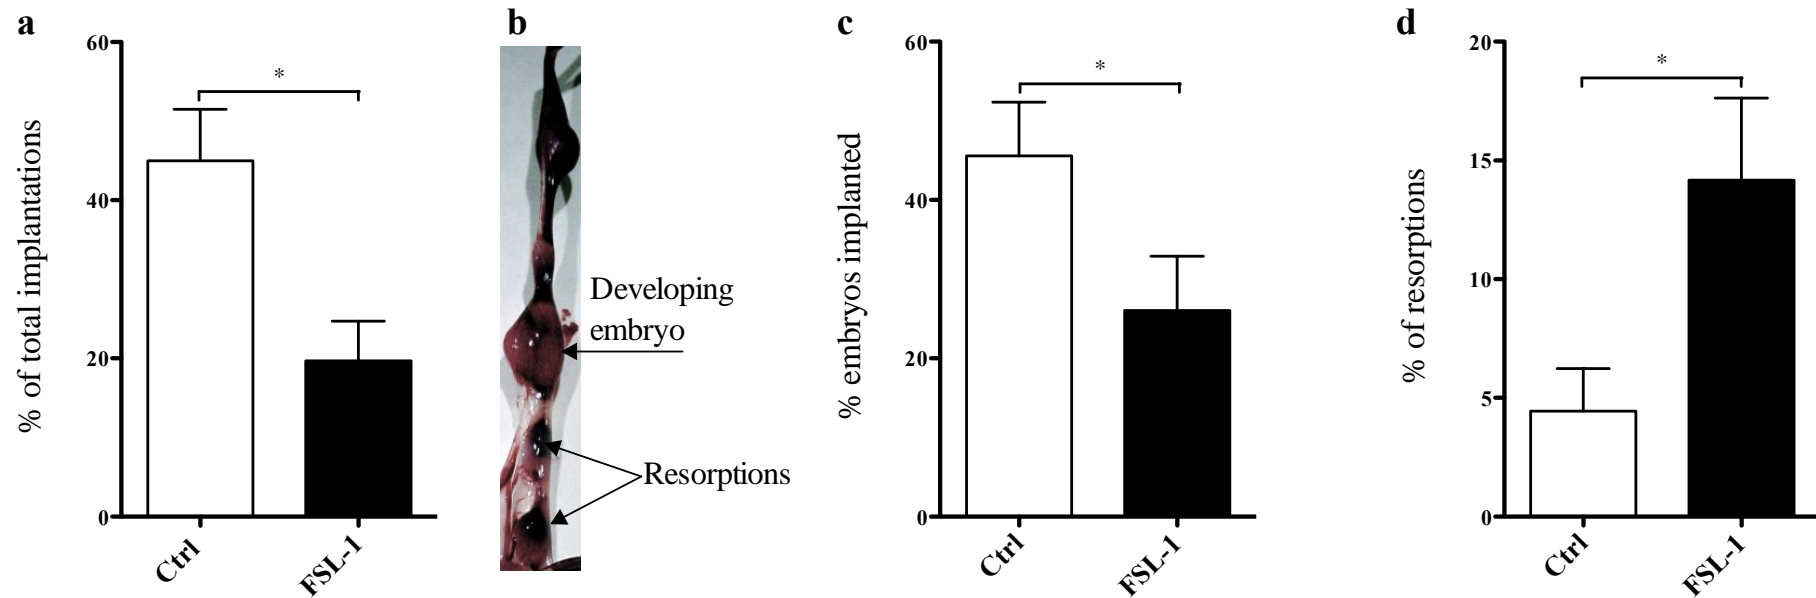 a
% of total implantations
60
40
20
0
*
Ctrl
FSL-1
b
Developing
embryo
Resorptions
c
% embryos implanted
60
40
20
0
*
Ctrl
FSL-1
d
% of resorptions
20
15
10
5
0
*
Ctrl
FSL-1